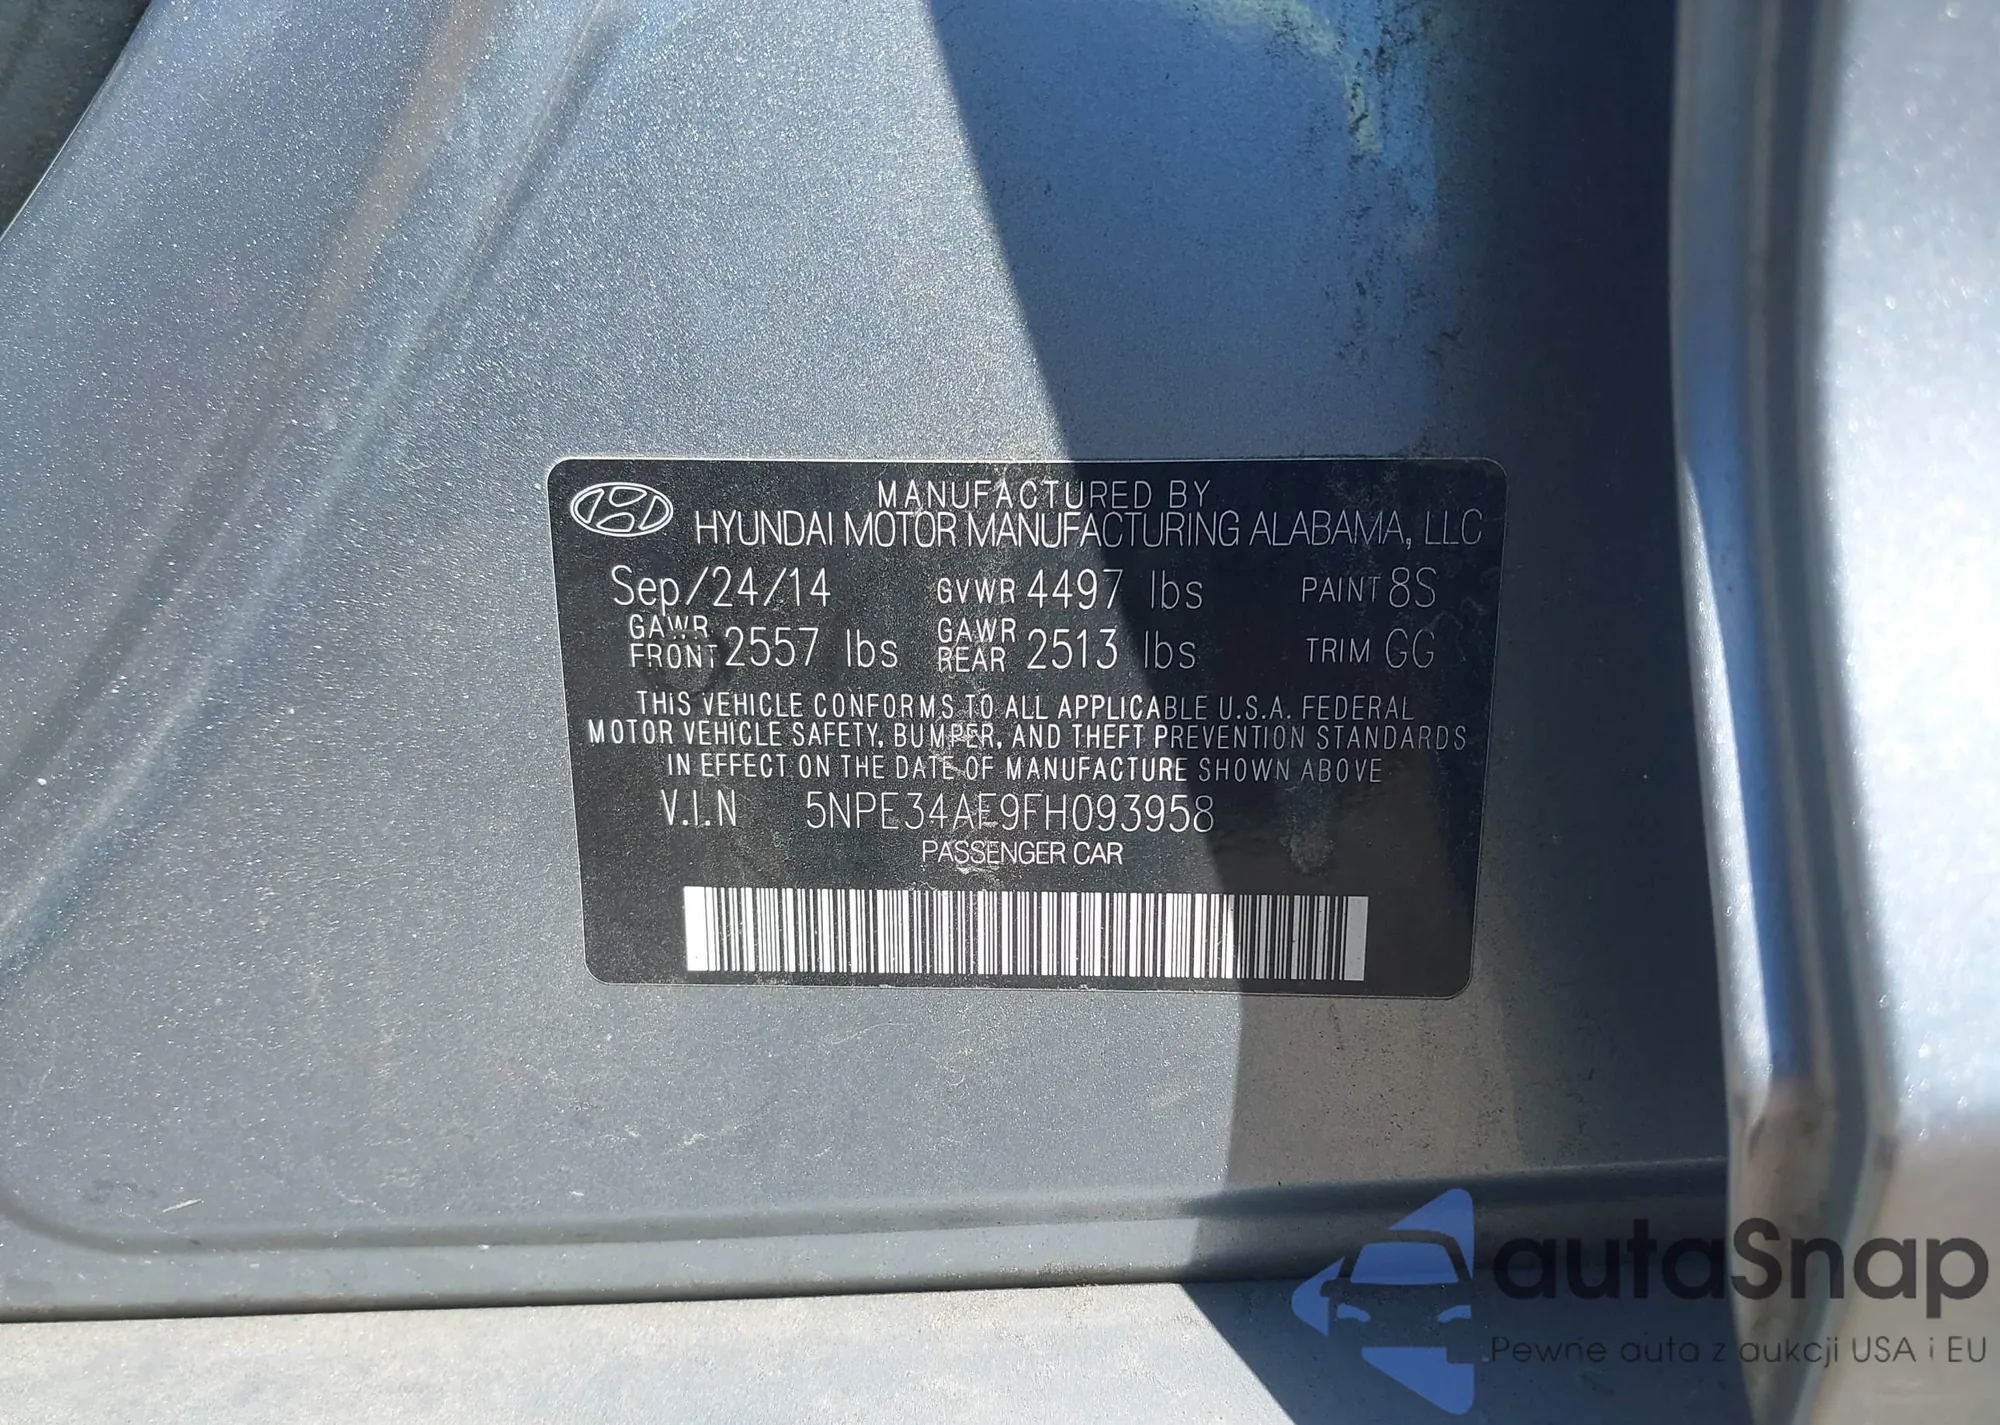 MANUFACTURED BY
HYUNDAI MOTOR MANUFACTURING ALABAMA, LLC
Sep/24/14 GVWR 4497 lbs PAINT 8S
GAWR FRONT 2557 lbs GAWR REAR 2513 lbs TRIM GG
THIS VEHICLE CONFORMS TO ALL APPLICABLE U.S.A. FEDERAL
MOTOR VEHICLE SAFETY, BUMPER, AND THEFT PREVENTION STANDARDS
IN EFFECT ON THE DATE OF MANUFACTURE SHOWN ABOVE
V.I.N 5NPE34AE9FH093958
PASSENGER CAR
autaSnap
Pewne auta z aukcji USA i EU